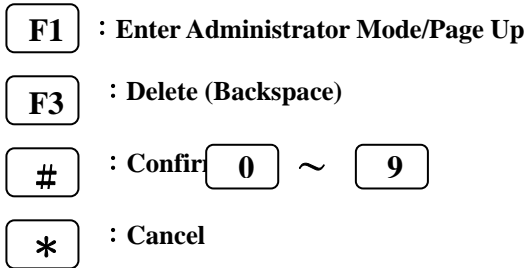 F1 : Enter Administrator Mode/Page Up
F3 : Delete (Backspace)
# : Confir 0 ~ 9
* : Cancel